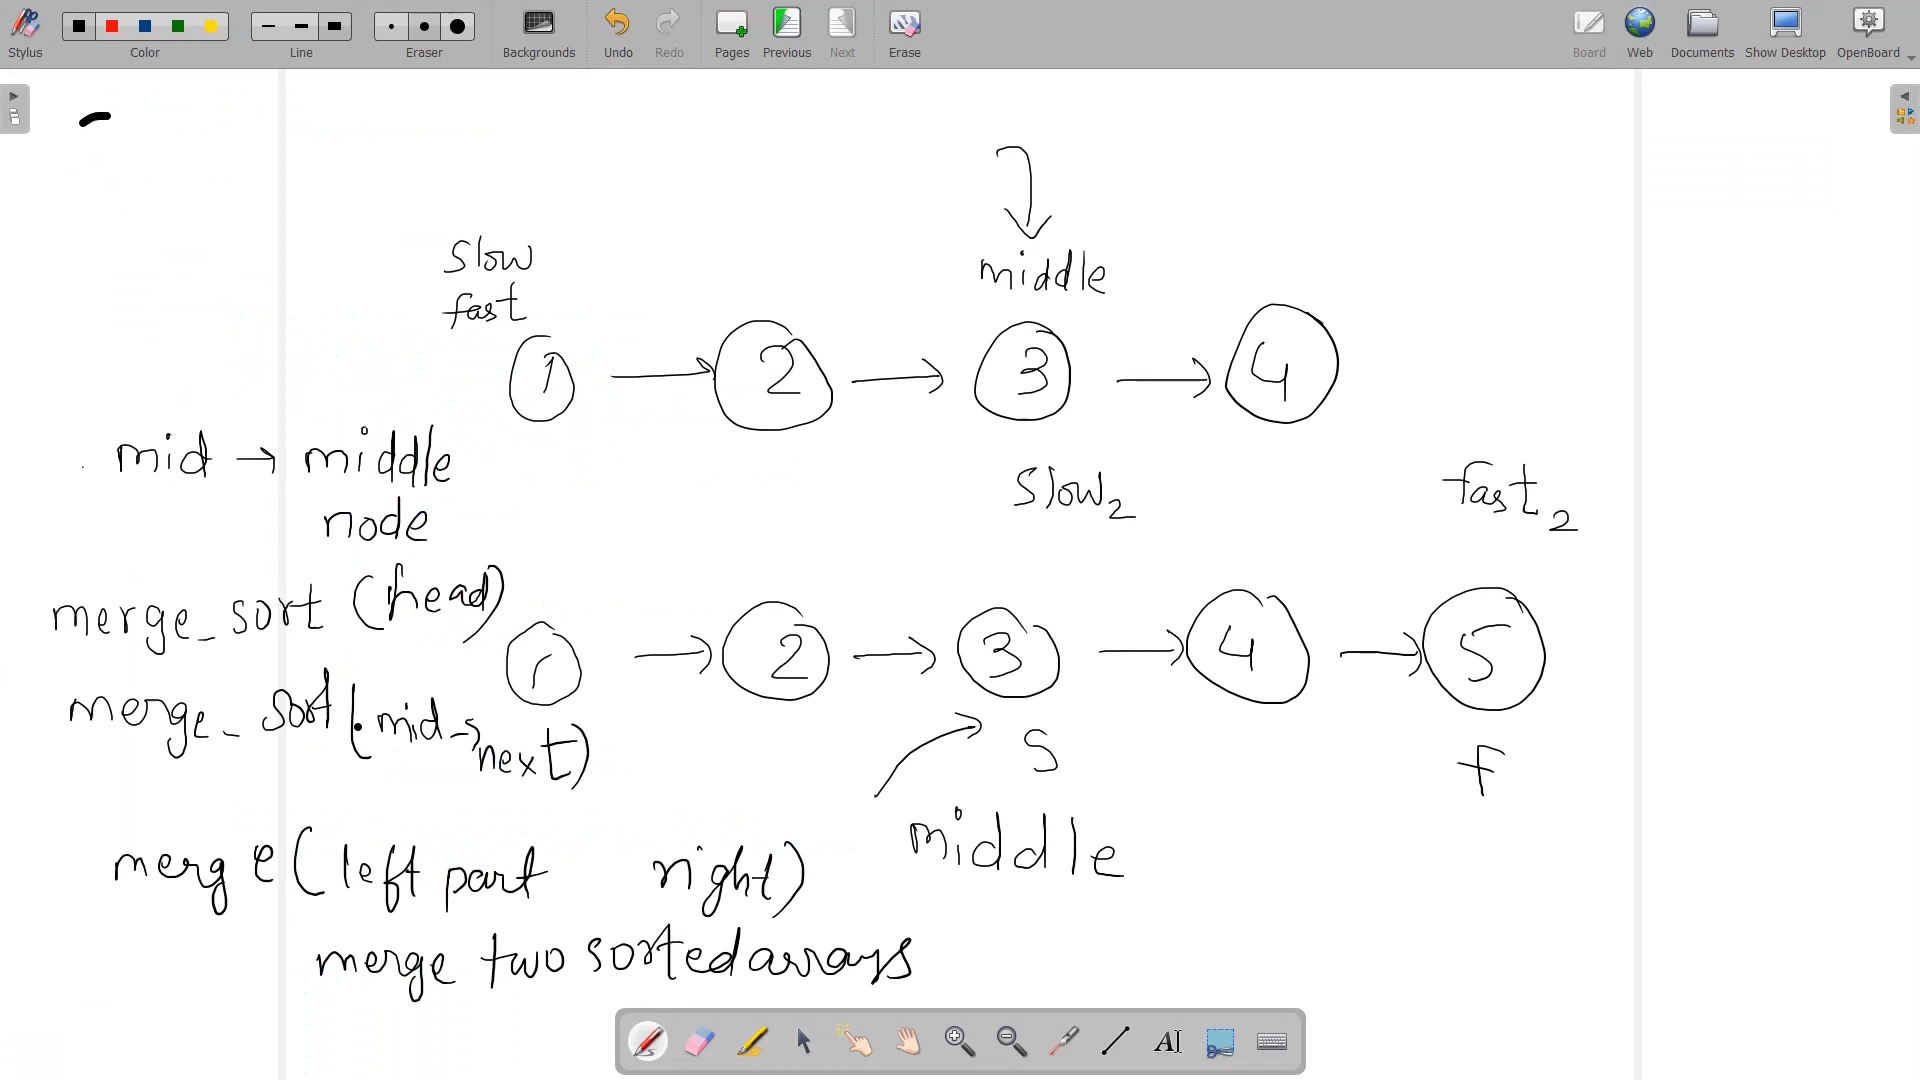 Stylus Color Line Eraser Backgrounds Undo Redo Pages Previous Next Erase Board Web Documents Show Desktop OpenBoard
slow
fast
middle
1 2 3 4
mid → middle
node
slow2 fast2
merge_sort (head)
1 2 3 4 5
merge_sort (mid → next)
S F
middle
merge (left part right)
merge two sorted arrays